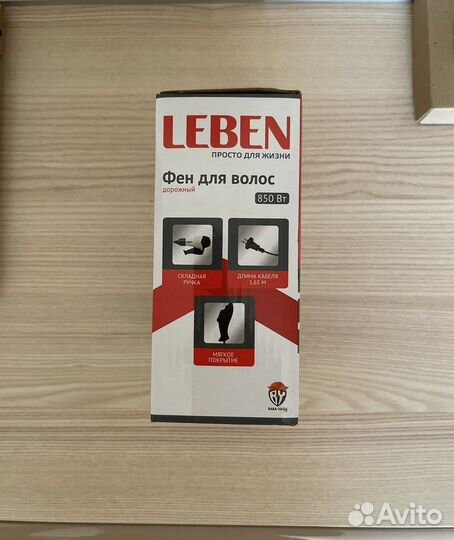 LEBEN
ПРОСТО ДЛЯ ЖИЗНИ
Фен для волос
дорожный
850 Вт
СКЛАДНАЯ
РУЧКА
ДЛИНА КАБЕЛЯ
1,65 М
МЯГКОЕ
ПОКРЫТИЕ
ВУ
Avito